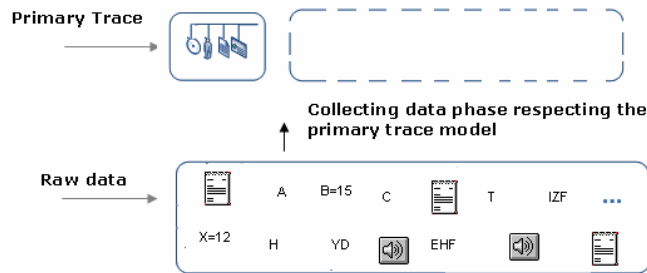 Primary Trace
Collecting data phase respecting the
primary trace model
Raw data
A B=15 C T IZF ...
X=12 H YD EHF